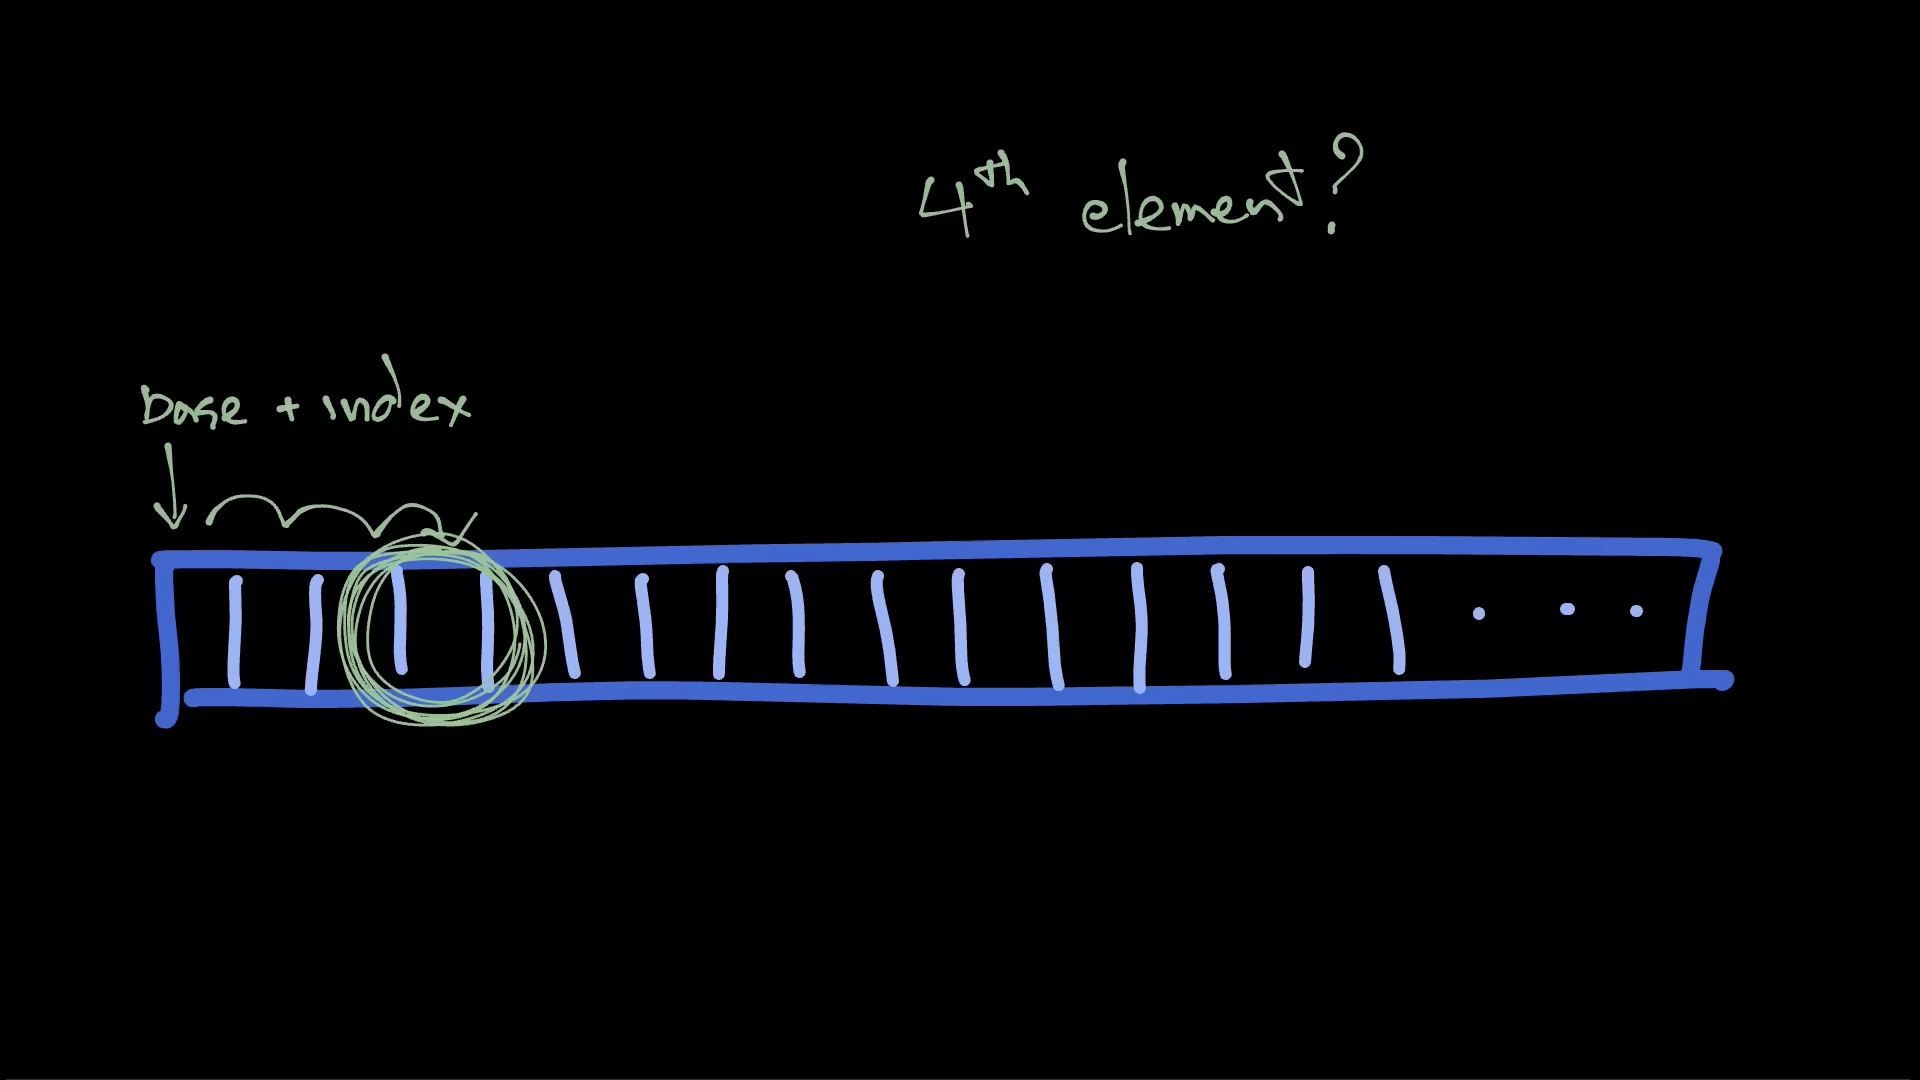 4th element?
base + index